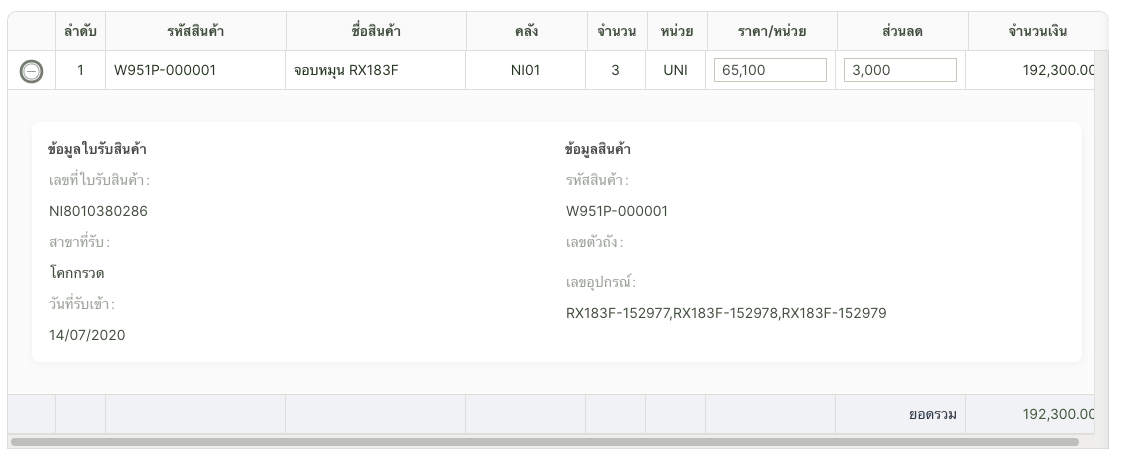 ลำดับ รหัสสินค้า ชื่อสินค้า คลัง จำนวน หน่วย ราคา/หน่วย ส่วนลด จำนวนเงิน
1 W951P-000001 จอบหมุน RX183F NI01 3 UNI 65,100 3,000 192,300.00
ข้อมูลใบรับสินค้า
เลขที่ใบรับสินค้า :
NI8010380286
สาขาที่รับ :
โคกกรวด
วันที่รับเข้า :
14/07/2020
ข้อมูลสินค้า
รหัสสินค้า :
W951P-000001
เลขตัวถัง :
เลขอุปกรณ์ :
RX183F-152977,RX183F-152978,RX183F-152979
ยอดรวม 192,300.00